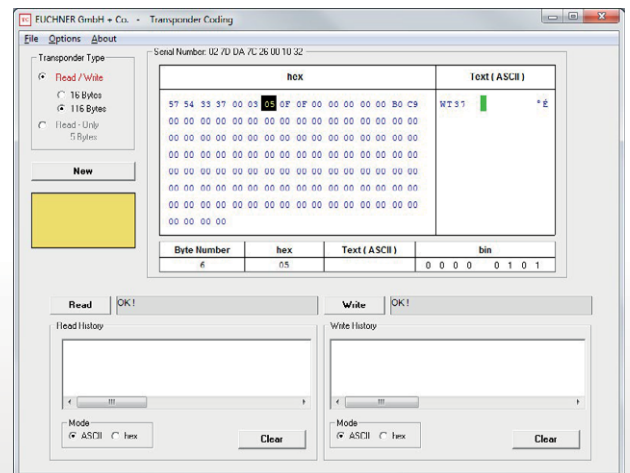 EUCHNER GmbH + Co. - Transponder Coding
File Options About
Transponder Type
Read / Write
16 Bytes
116 Bytes
Read - Only
5 Bytes
New
Serial Number: 02 7D DA 7C 26 00 10 32
hex Text ( ASCII )
57 54 33 37 00 03 05 0F 0F 00 00 00 00 00 B0 C9 WT37 °É
00 00 00 00 00 00 00 00 00 00 00 00 00 00 00 00
00 00 00 00 00 00 00 00 00 00 00 00 00 00 00 00
00 00 00 00 00 00 00 00 00 00 00 00 00 00 00 00
00 00 00 00 00 00 00 00 00 00 00 00 00 00 00 00
00 00 00 00 00 00 00 00 00 00 00 00 00 00 00 00
00 00 00 00 00 00 00 00 00 00 00 00 00 00 00 00
00 00 00 00
Byte Number hex Text ( ASCII ) bin
6 05 0 0 0 0 0 1 0 1
Read OK !
Write OK !
Read History
Mode
ASCII hex
Clear
Write History
Mode
ASCII hex
Clear